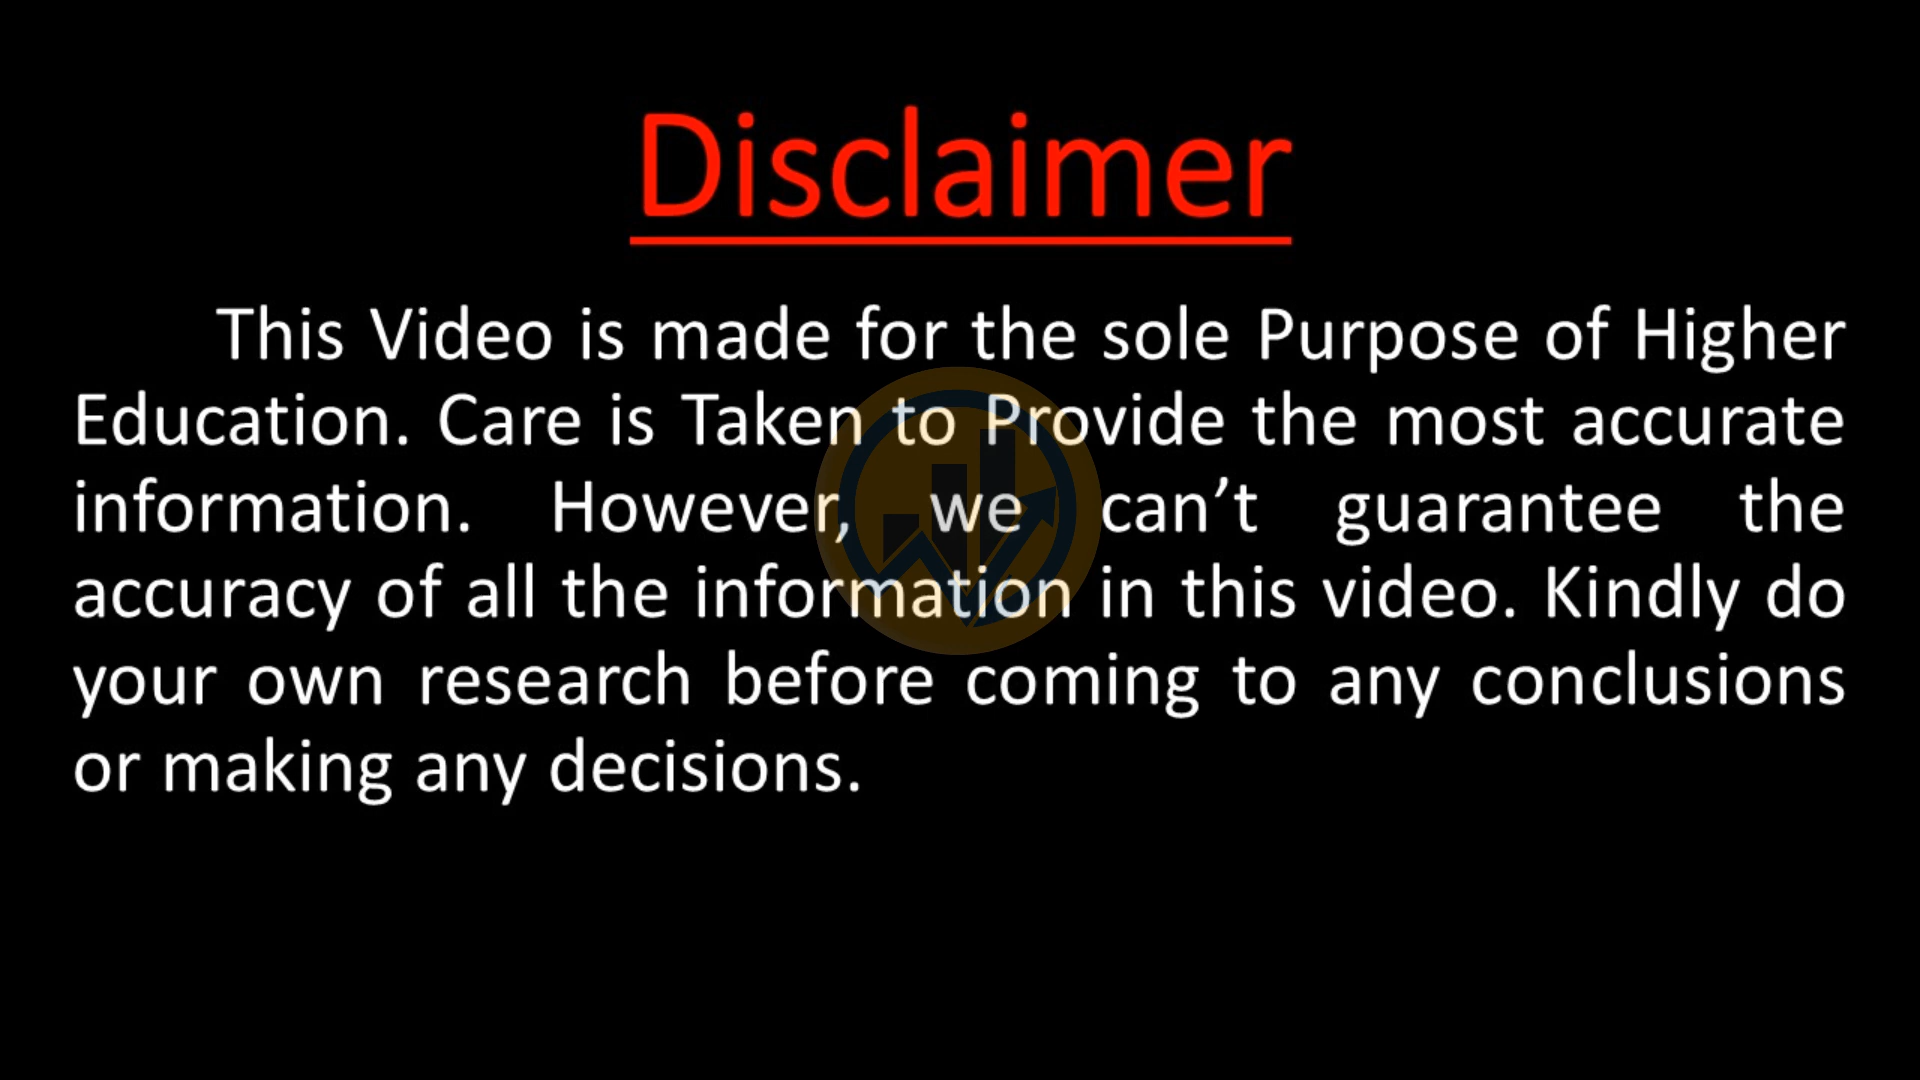 Disclaimer
This Video is made for the sole Purpose of Higher
Education. Care is Taken to Provide the most accurate
information. However, we can’t guarantee the
accuracy of all the information in this video. Kindly do
your own research before coming to any conclusions
or making any decisions.